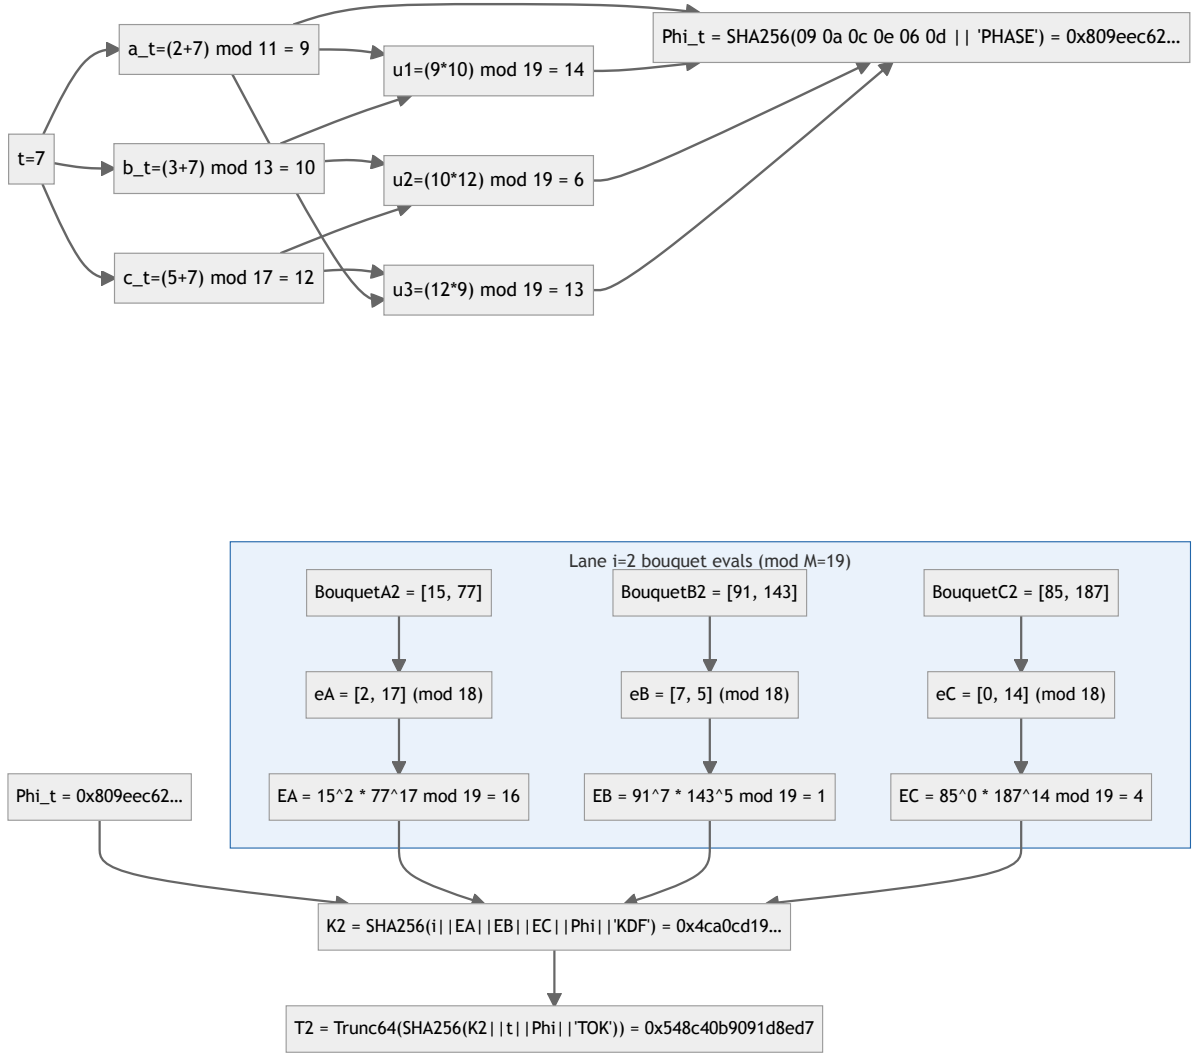 t=7
a_t=(2+7) mod 11 = 9
b_t=(3+7) mod 13 = 10
c_t=(5+7) mod 17 = 12
u1=(9*10) mod 19 = 14
u2=(10*12) mod 19 = 6
u3=(12*9) mod 19 = 13
Phi_t = SHA256(09 0a 0c 0e 06 0d || 'PHASE') = 0x809eec62...
Lane i=2 bouquet evals (mod M=19)
BouquetA2 = [15, 77]
BouquetB2 = [91, 143]
BouquetC2 = [85, 187]
eA = [2, 17] (mod 18)
eB = [7, 5] (mod 18)
eC = [0, 14] (mod 18)
Phi_t = 0x809eec62...
EA = 15^2 * 77^17 mod 19 = 16
EB = 91^7 * 143^5 mod 19 = 1
EC = 85^0 * 187^14 mod 19 = 4
K2 = SHA256(i||EA||EB||EC||Phi||'KDF') = 0x4ca0cd19...
T2 = Trunc64(SHA256(K2||t||Phi||'TOK')) = 0x548c40b9091d8ed7